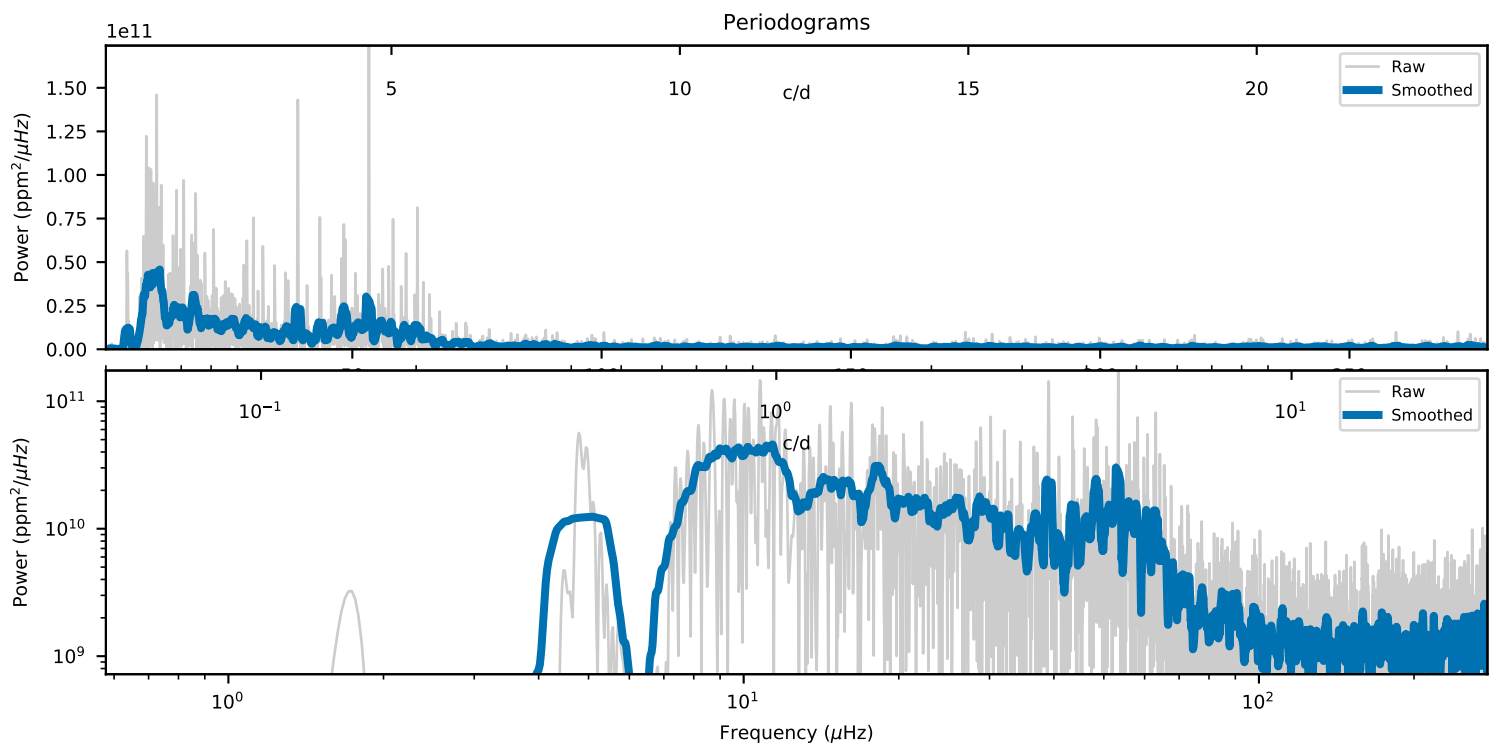 Periodograms
1e11
5 10 15 20
c/d
Raw
Smoothed
1.50
1.25
1.00
0.75
0.50
0.25
0.00
Power (ppm²/μHz)
10⁻¹ 10⁰ 10¹
c/d
Raw
Smoothed
10¹¹
10¹⁰
10⁹
Power (ppm²/μHz)
10⁰ 10¹ 10²
Frequency (μHz)